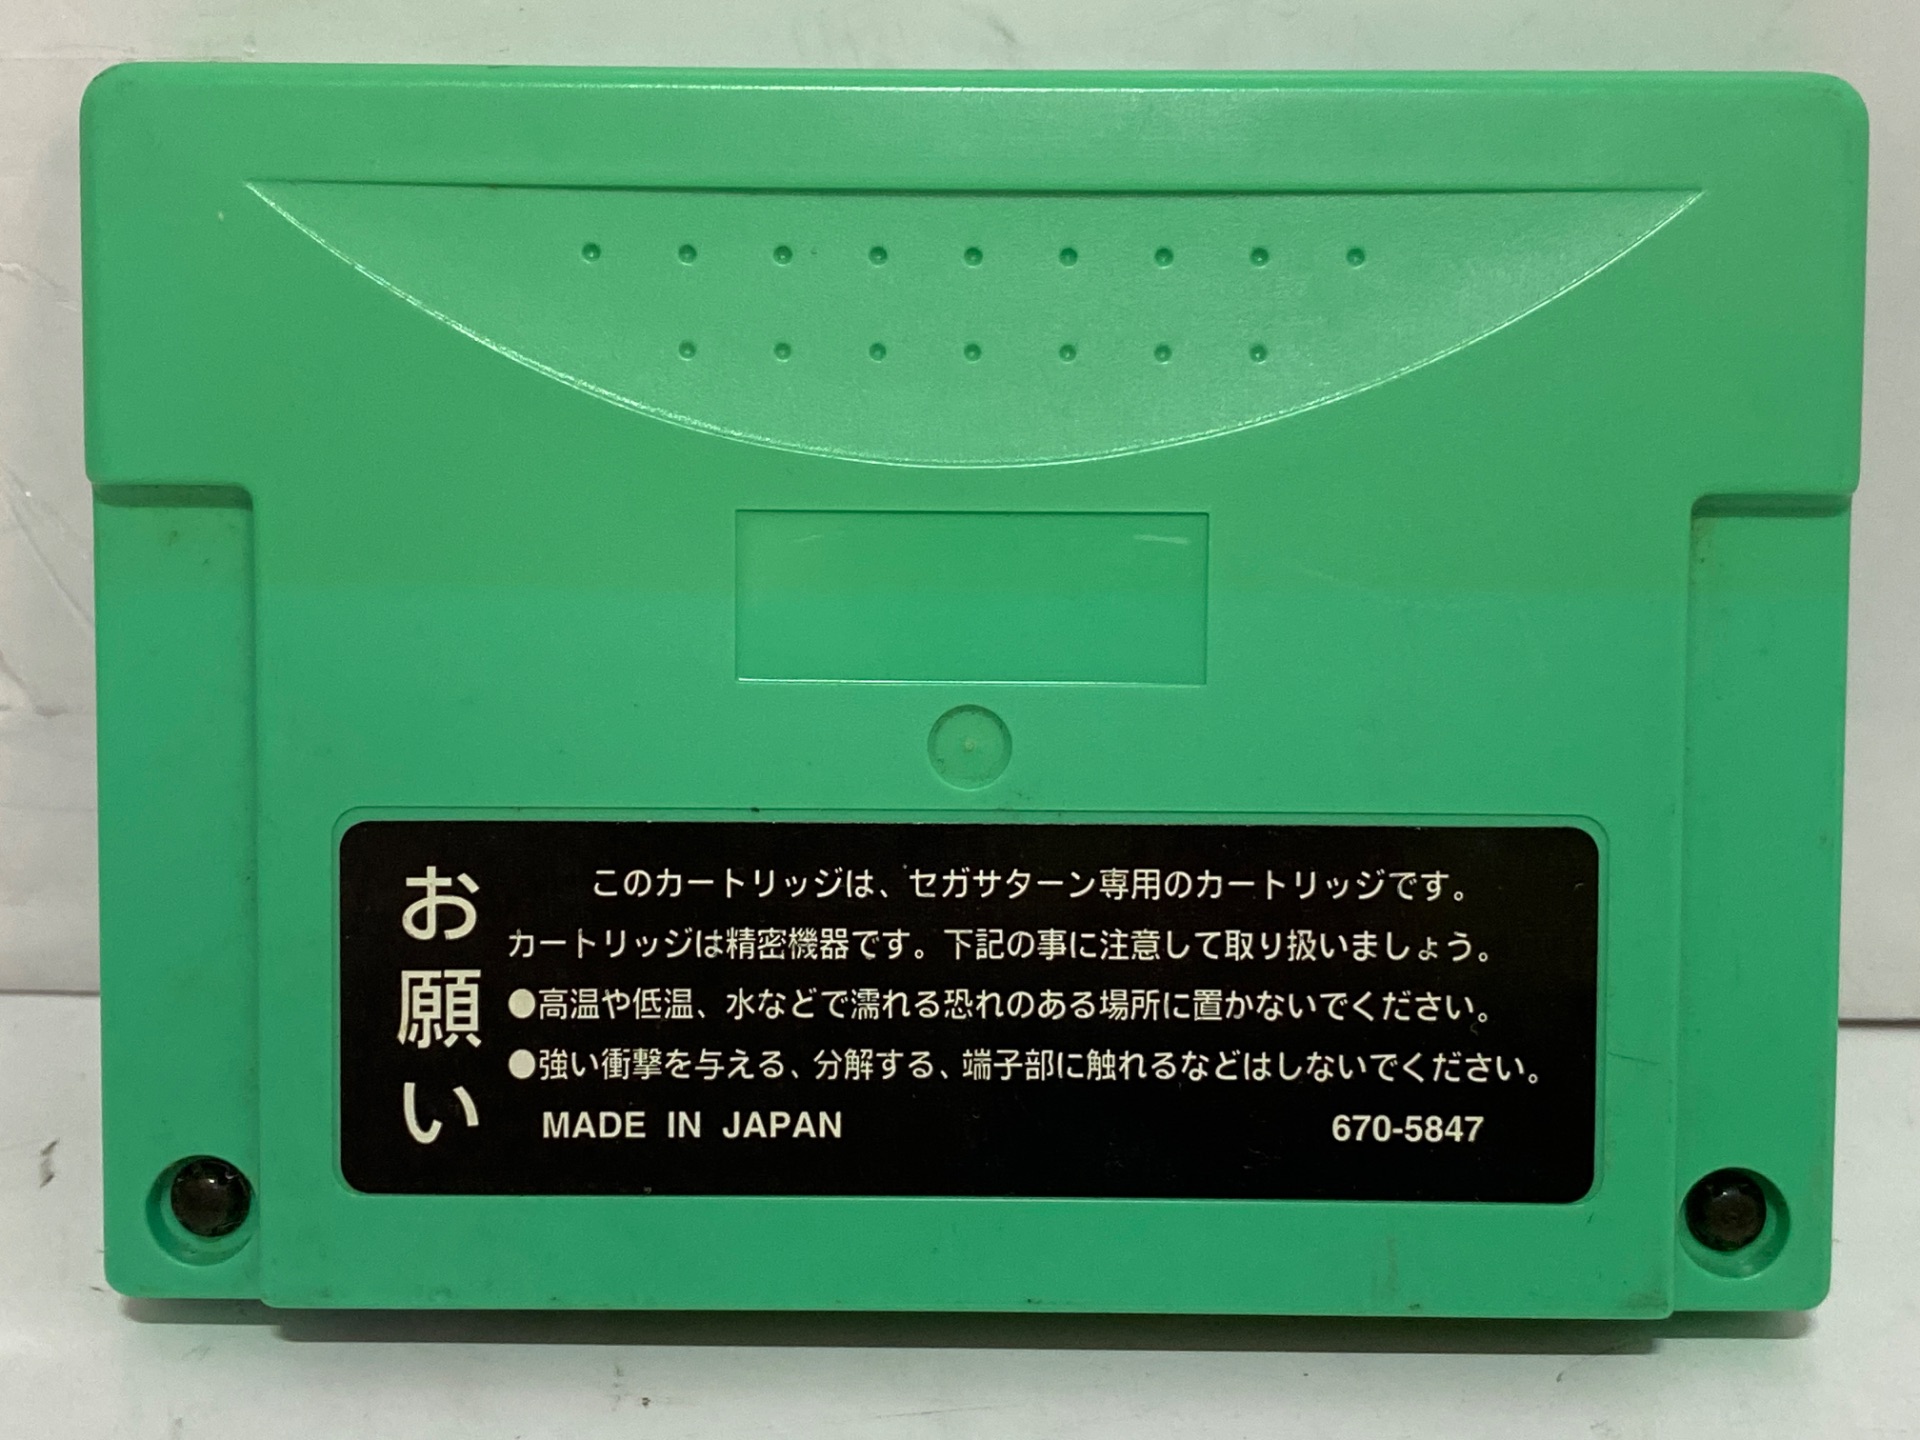 お願い
このカートリッジは、セガサターン専用のカートリッジです。
カートリッジは精密機器です。下記の事に注意して取り扱いましょう。
●高温や低温、水などで濡れる恐れのある場所に置かないでください。
●強い衝撃を与える、分解する、端子部に触れるなどはしないでください。
MADE IN JAPAN 670-5847